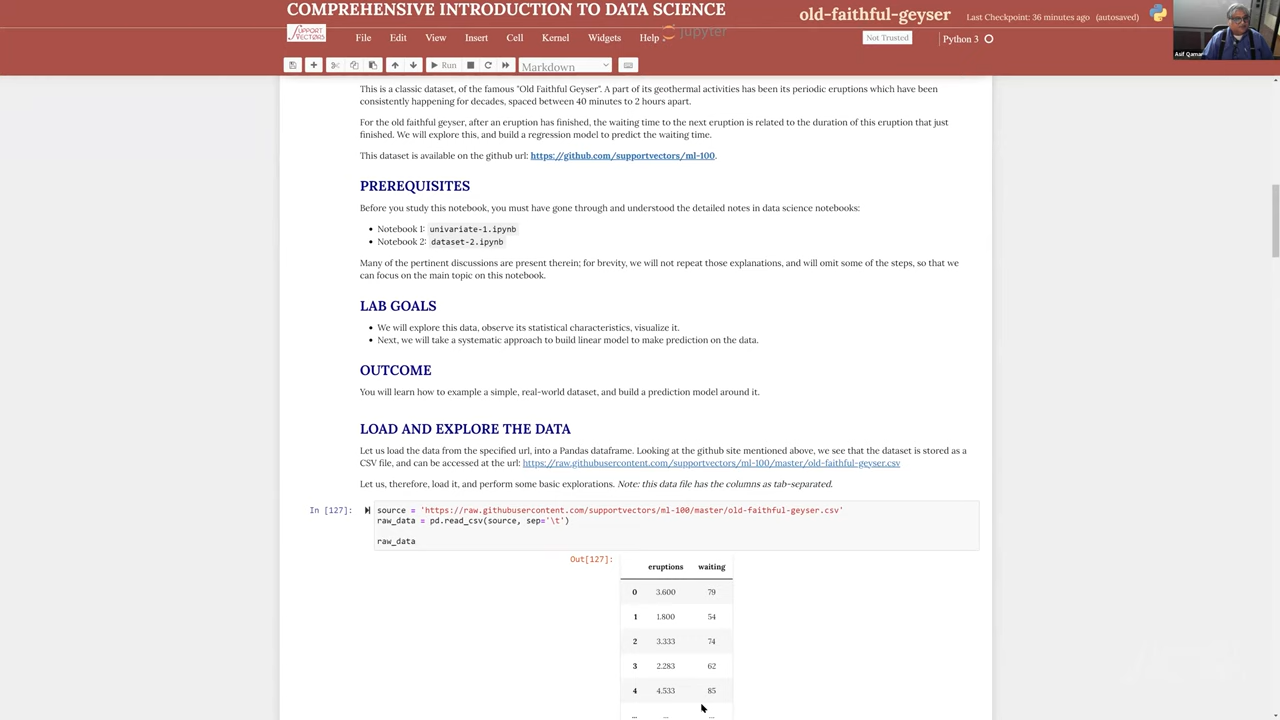 COMPREHENSIVE INTRODUCTION TO DATA SCIENCE
old-faithful-geyser
Last Checkpoint: 36 minutes ago (autosaved)
SUPPORT VECTORS
File Edit View Insert Cell Kernel Widgets Help
jupyter
Not Trusted
Python 3
Asif Qamar
Run
Markdown
This is a classic dataset, of the famous "Old Faithful Geyser". A part of its geothermal activities has been its periodic eruptions which have been
consistently happening for decades, spaced between 40 minutes to 2 hours apart.
For the old faithful geyser, after an eruption has finished, the waiting time to the next eruption is related to the duration of this eruption that just
finished. We will explore this, and build a regression model to predict the waiting time.
This dataset is available on the github url: https://github.com/supportvectors/ml-100.
PREREQUISITES
Before you study this notebook, you must have gone through and understood the detailed notes in data science notebooks:
• Notebook 1: univariate-1.ipynb
• Notebook 2: dataset-2.ipynb
Many of the pertinent discussions are present therein; for brevity, we will not repeat those explanations, and will omit some of the steps, so that we
can focus on the main topic on this notebook.
LAB GOALS
• We will explore this data, observe its statistical characteristics, visualize it.
• Next, we will take a systematic approach to build linear model to make prediction on the data.
OUTCOME
You will learn how to example a simple, real-world dataset, and build a prediction model around it.
LOAD AND EXPLORE THE DATA
Let us load the data from the specified url, into a Pandas dataframe. Looking at the github site mentioned above, we see that the dataset is stored as a
CSV file, and can be accessed at the url: https://raw.githubusercontent.com/supportvectors/ml-100/master/old-faithful-geyser.csv
Let us, therefore, load it, and perform some basic explorations. Note: this data file has the columns as tab-separated.
In [127]: source = 'https://raw.githubusercontent.com/supportvectors/ml-100/master/old-faithful-geyser.csv'
raw_data = pd.read_csv(source, sep='\t')
raw_data
Out[127]:
eruptions waiting
0 3.600 79
1 1.800 54
2 3.333 74
3 2.283 62
4 4.533 85
... ... ...